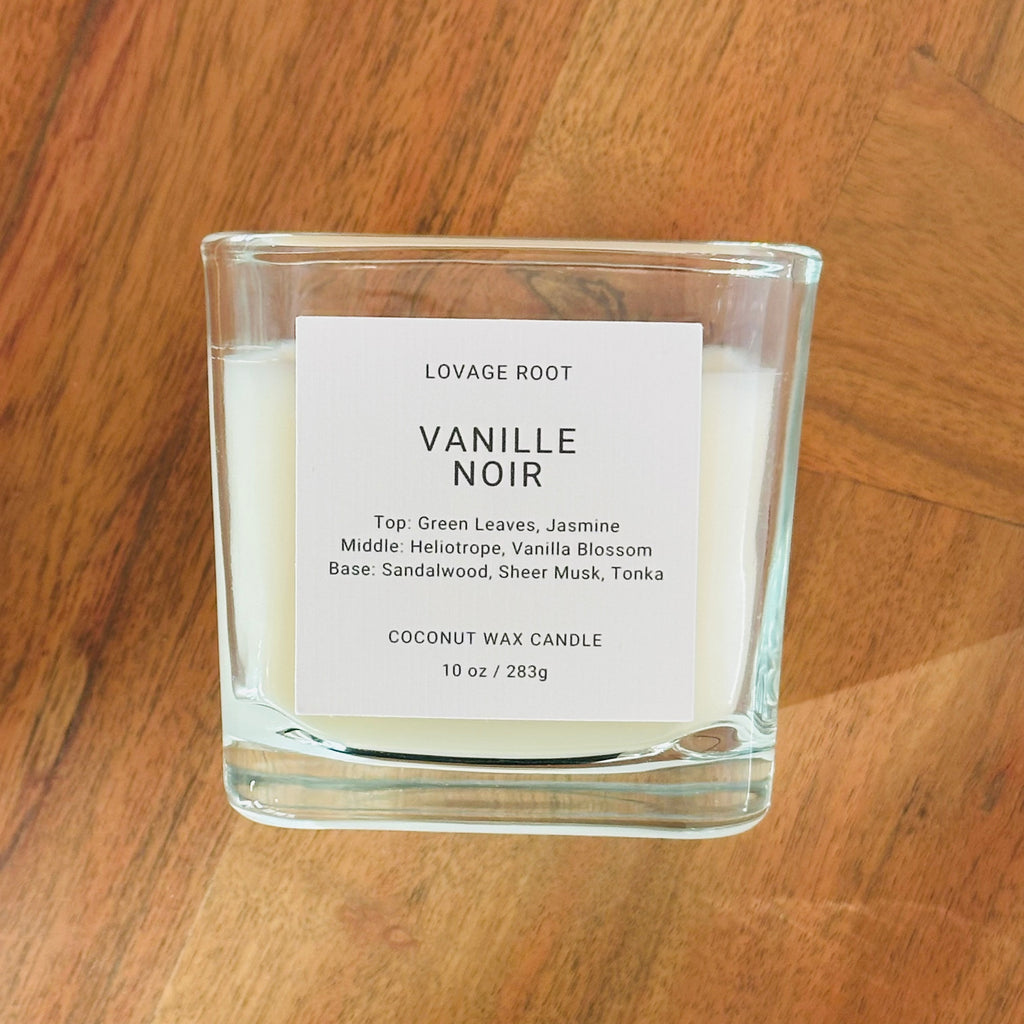 LOVAGE ROOT
VANILLE
NOIR
Top: Green Leaves, Jasmine
Middle: Heliotrope, Vanilla Blossom
Base: Sandalwood, Sheer Musk, Tonka
COCONUT WAX CANDLE
10 oz / 283g